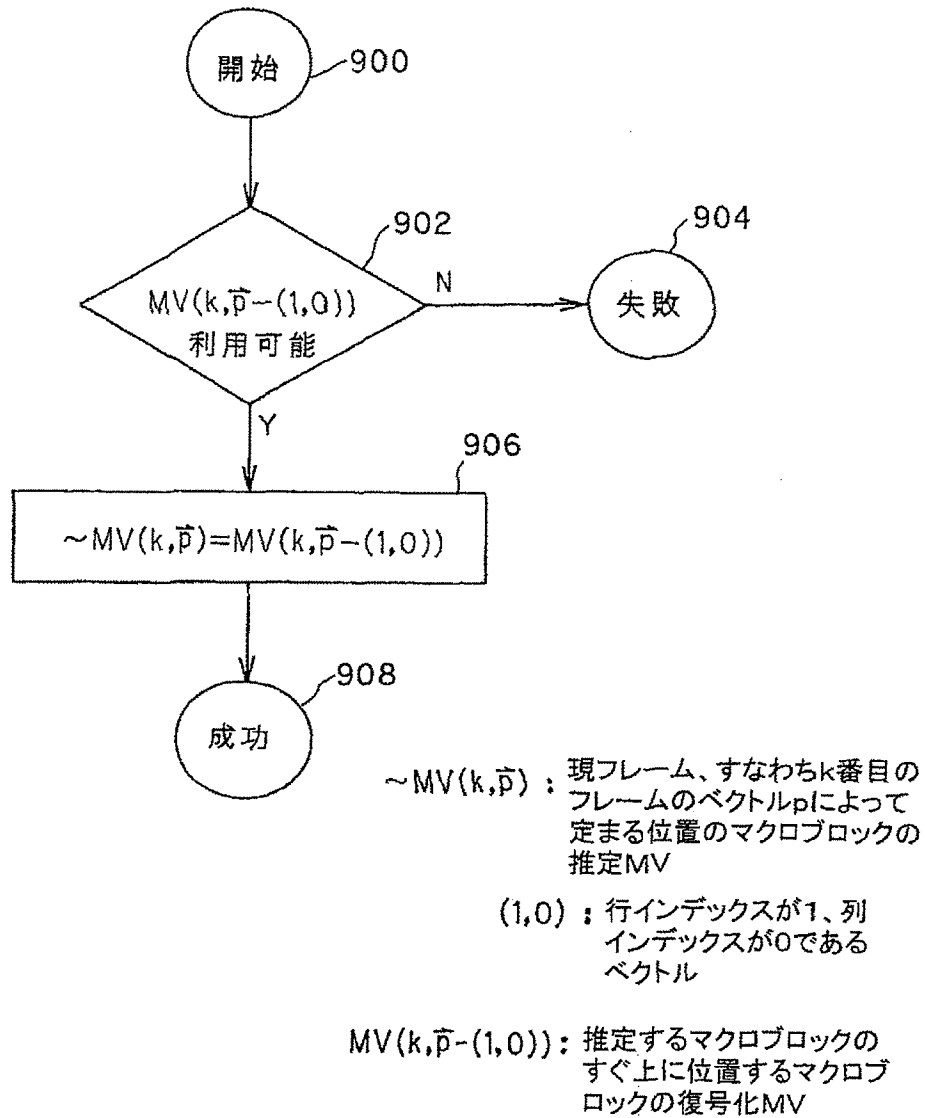 開始
900
902
MV(k,p⃗-(1,0))
利用可能
N
904
失敗
Y
906
~MV(k,p⃗)=MV(k,p⃗-(1,0))
908
成功
~MV(k,p⃗) : 現フレーム、すなわちk番目の
フレームのベクトルpによって
定まる位置のマクロブロックの
推定MV
(1,0) : 行インデックスが1、列
インデックスが0である
ベクトル
MV(k,p⃗-(1,0)): 推定するマクロブロックの
すぐ上に位置するマクロブ
ロックの復号化MV